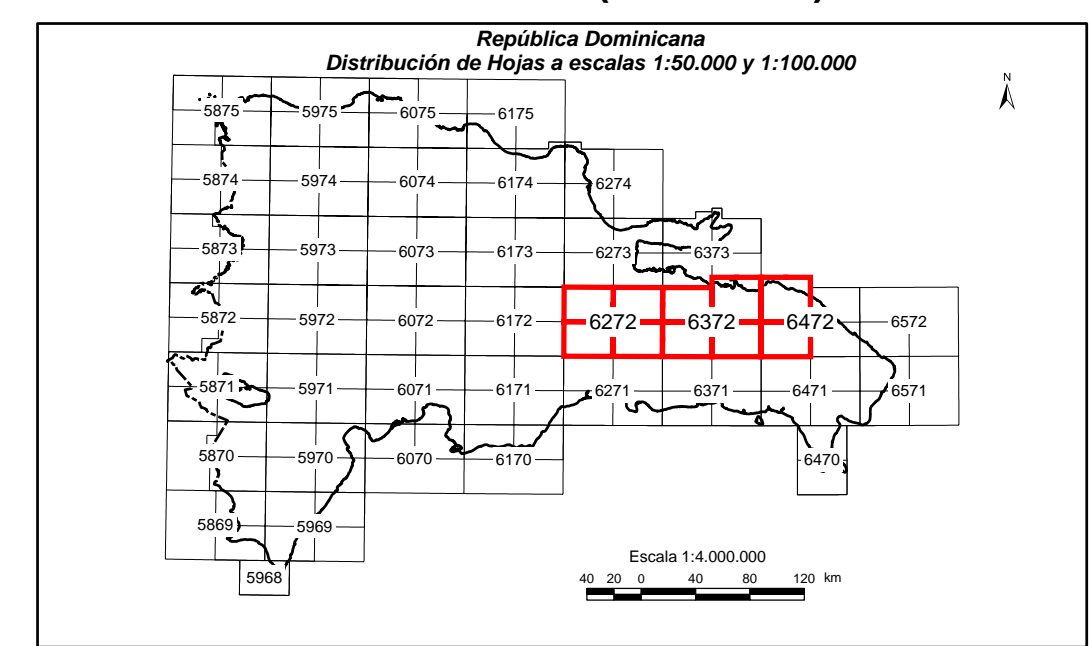 República Dominicana
Distribución de Hojas a escalas 1:50.000 y 1:100.000
N
5875 5975 6075 6175
5874 5974 6074 6174 6274
5873 5973 6073 6173 6273 6373
5872 5972 6072 6172 6272 6372 6472 6572
5871 5971 6071 6171 6271 6371 6471 6571
5870 5970 6070 6170 6470
5869 5969
5968
Escala 1:4.000.000
40 20 0 40 80 120 km